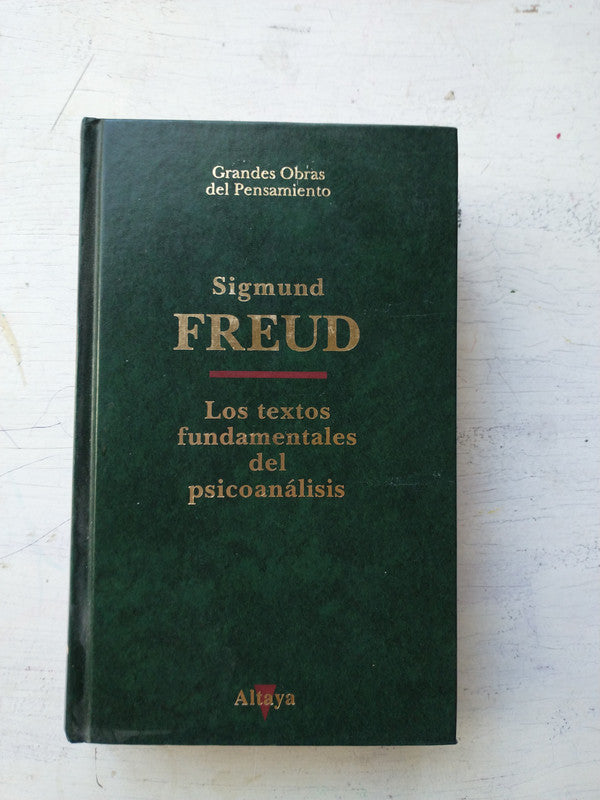 Grandes Obras
del Pensamiento
Sigmund
FREUD
Los textos
fundamentales
del
psicoanálisis
Altaya